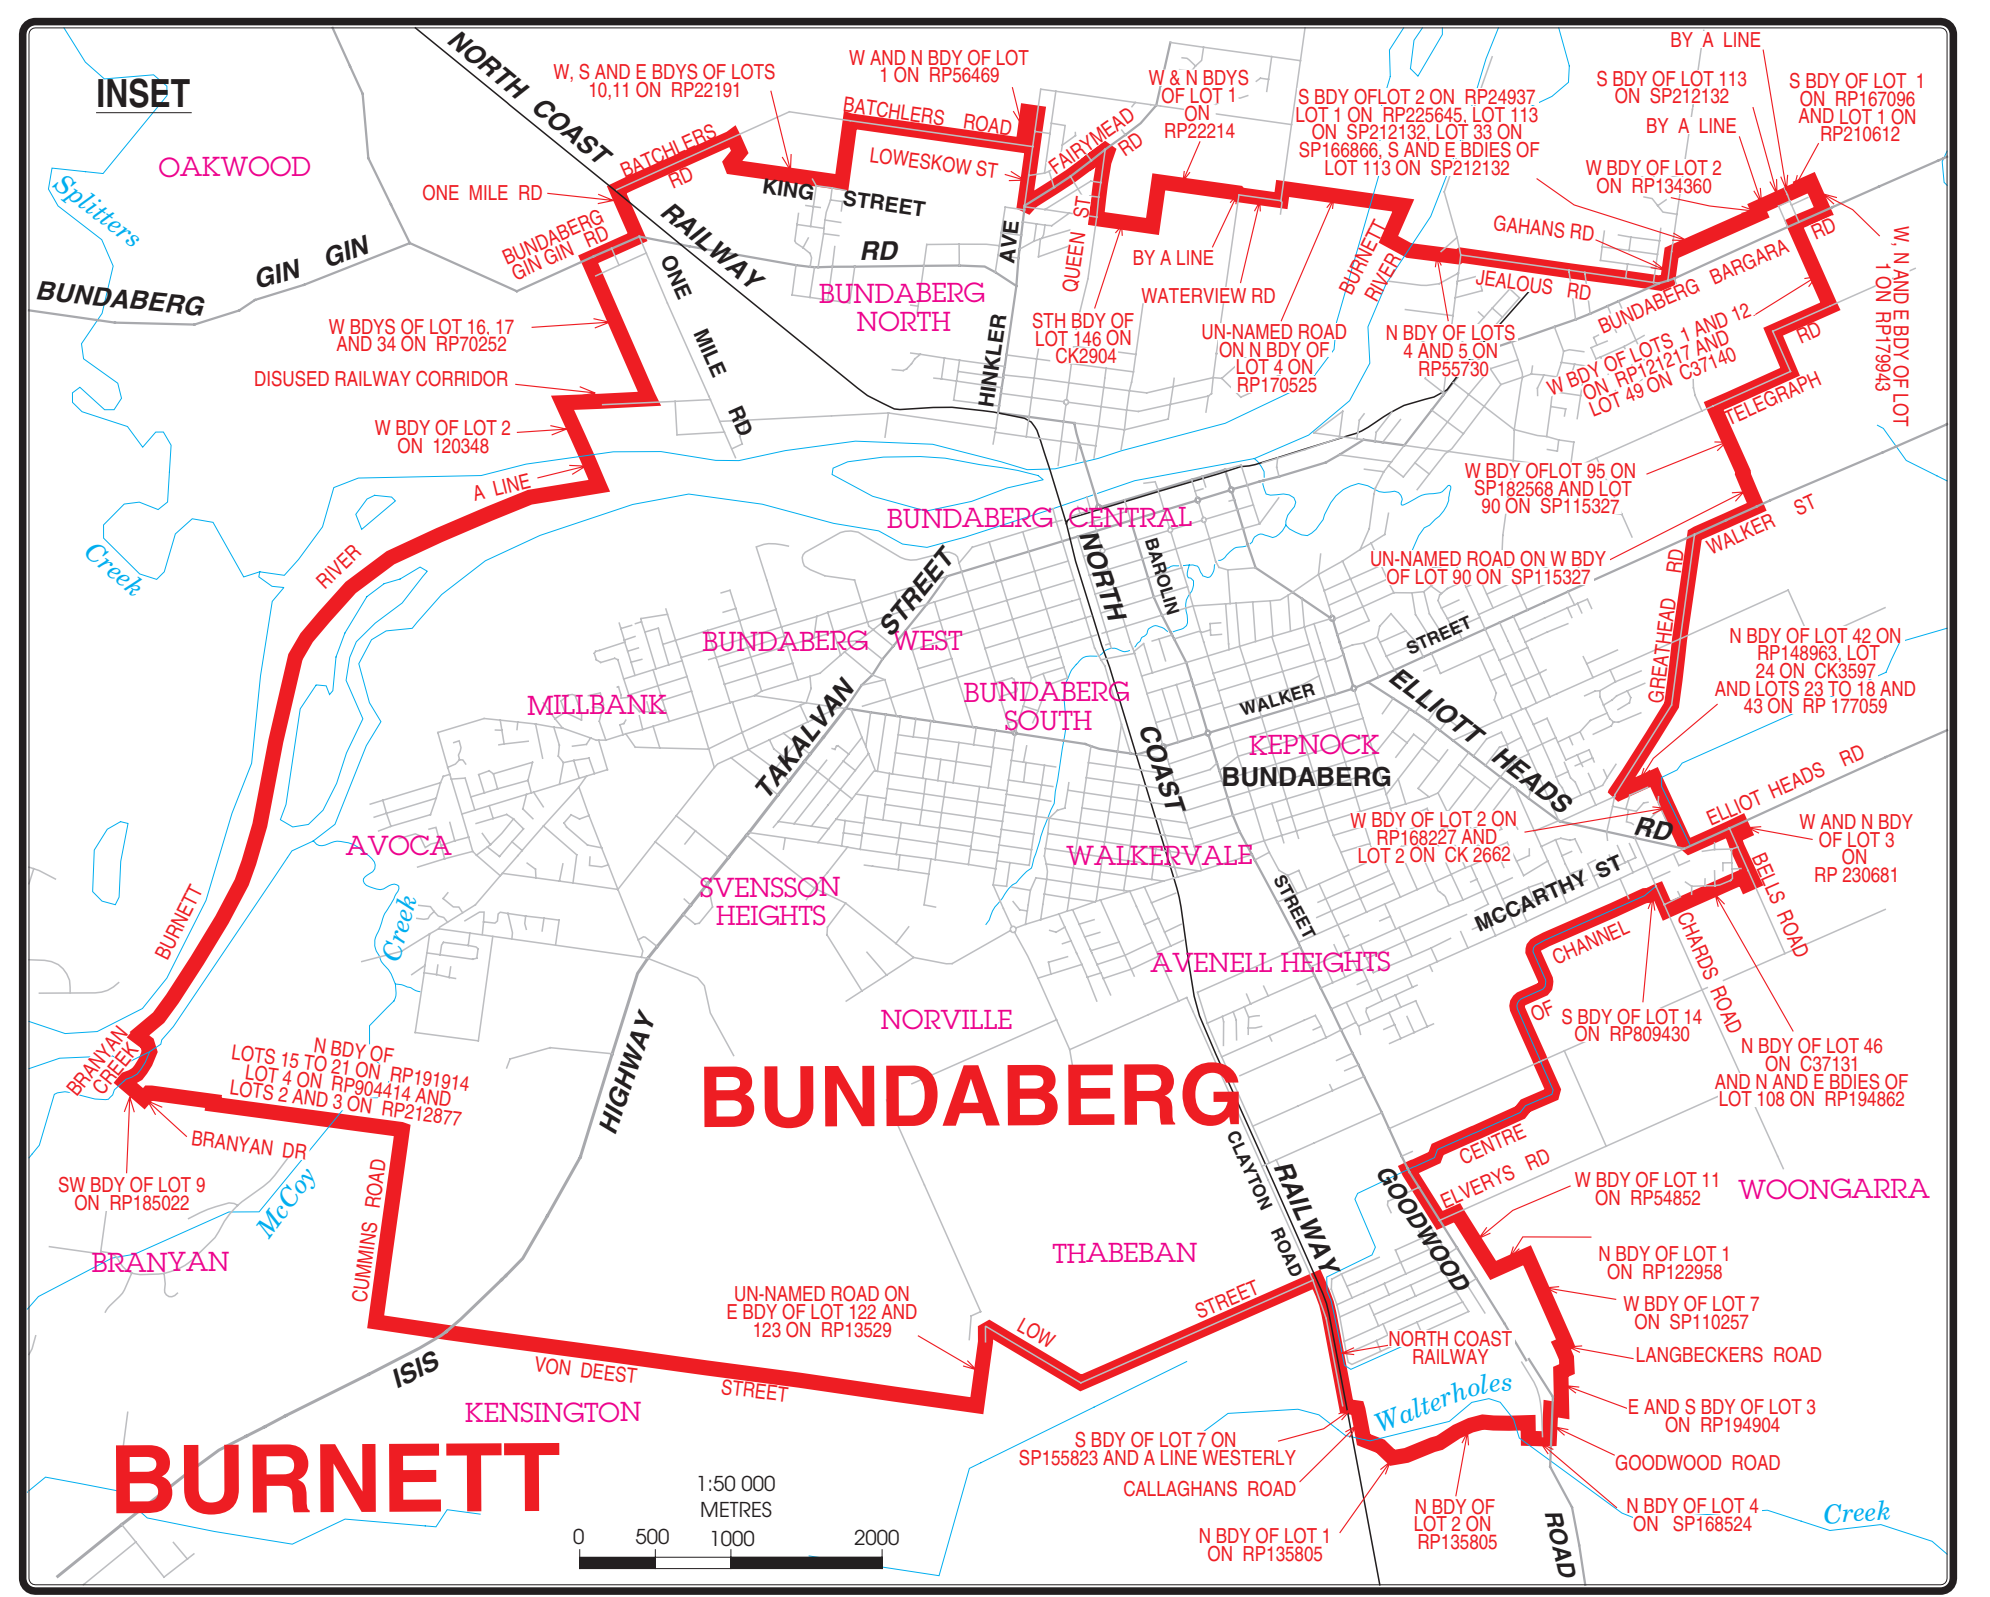 INSET
OAKWOOD
Splitters
Creek
BUNDABERG GIN GIN
NORTH COAST RAILWAY
RD
W, S AND E BDYS OF LOTS
10,11 ON RP22191
W AND N BDY OF LOT
1 ON RP56469
BATCHLERS ROAD
LOWESKOW ST
BATCHLERS
RD
KING STREET
ONE MILE RD
BUNDABERG
GIN GIN RD
ONE MILE RD
FAIRYMEAD
RD
W & N BDYS
OF LOT 1
ON
RP22214
S BDY OFLOT 2 ON RP24937
LOT 1 ON RP225645, LOT 113
ON SP212132, LOT 33 ON
SP166866, S AND E BDIES OF
LOT 113 ON SP212132
BY A LINE
S BDY OF LOT 113
ON SP212132
BY A LINE
S BDY OF LOT 1
ON RP167096
AND LOT 1 ON
RP210612
W BDY OF LOT 2
ON RP134360
GAHANS RD
JEALOUS RD
BUNDABERG BARGARA RD
W, N AND E BDY OF LOT
1 ON RP179943
HINKLER AVE
QUEEN ST
BY A LINE
WATERVIEW RD
BURNETT
RIVER
BUNDABERG
NORTH
STH BDY OF
LOT 146 ON
CK2904
UN-NAMED ROAD
ON N BDY OF
LOT 4 ON
RP170525
N BDY OF LOTS
4 AND 5 ON
RP55730
W BDY OF LOTS 1 AND 12
ON RP121217 AND
LOT 49 ON C37140
RD
TELEGRAPH
W BDYS OF LOT 16, 17
AND 34 ON RP70252
DISUSED RAILWAY CORRIDOR
W BDY OF LOT 2
ON 120348
A LINE
RIVER
BURNETT
W BDY OFLOT 95 ON
SP182568 AND LOT
90 ON SP115327
UN-NAMED ROAD ON W BDY
OF LOT 90 ON SP115327
WALKER ST
GREATHEAD RD
BUNDABERG CENTRAL
NORTH
COAST
RAILWAY
BAROLIN
STREET
BUNDABERG WEST
TAKALVAN STREET
MILLBANK
BUNDABERG
SOUTH
WALKER
STREET
ELLIOTT HEADS
RD
KEPNOCK
BUNDABERG
N BDY OF LOT 42 ON
RP148963, LOT
24 ON CK3597
AND LOTS 23 TO 18 AND
43 ON RP 177059
ELLIOT HEADS RD
W BDY OF LOT 2 ON
RP168227 AND
LOT 2 ON CK 2662
W AND N BDY
OF LOT 3
ON
RP 230681
BELLS ROAD
MCCARTHY ST
CHARDS ROAD
AVOCA
Creek
SVENSSON
HEIGHTS
WALKERVALE
AVENELL HEIGHTS
NORVILLE
CENTRE OF CHANNEL
S BDY OF LOT 14
ON RP809430
N BDY OF LOT 46
ON C37131
AND N AND E BDIES OF
LOT 108 ON RP194862
BRANYAN
CREEK
N BDY OF
LOTS 15 TO 21 ON RP191914
LOT 4 ON RP904414 AND
LOTS 2 AND 3 ON RP212877
BRANYAN DR
SW BDY OF LOT 9
ON RP185022
McCoy
BRANYAN
CUMMINS ROAD
HIGHWAY
ISIS
BUNDABERG
CLAYTON ROAD
GOODWOOD
ROAD
ELVERYS RD
W BDY OF LOT 11
ON RP54852
WOONGARRA
N BDY OF LOT 1
ON RP122958
W BDY OF LOT 7
ON SP110257
LANGBECKERS ROAD
E AND S BDY OF LOT 3
ON RP194904
GOODWOOD ROAD
N BDY OF LOT 4
ON SP168524
Creek
THABEBAN
UN-NAMED ROAD ON
E BDY OF LOT 122 AND
123 ON RP13529
LOW STREET
NORTH COAST
RAILWAY
Walterholes
VON DEEST STREET
KENSINGTON
S BDY OF LOT 7 ON
SP155823 AND A LINE WESTERLY
CALLAGHANS ROAD
N BDY OF LOT 1
ON RP135805
N BDY OF
LOT 2 ON
RP135805
BURNETT
1:50 000
METRES
0 500 1000 2000